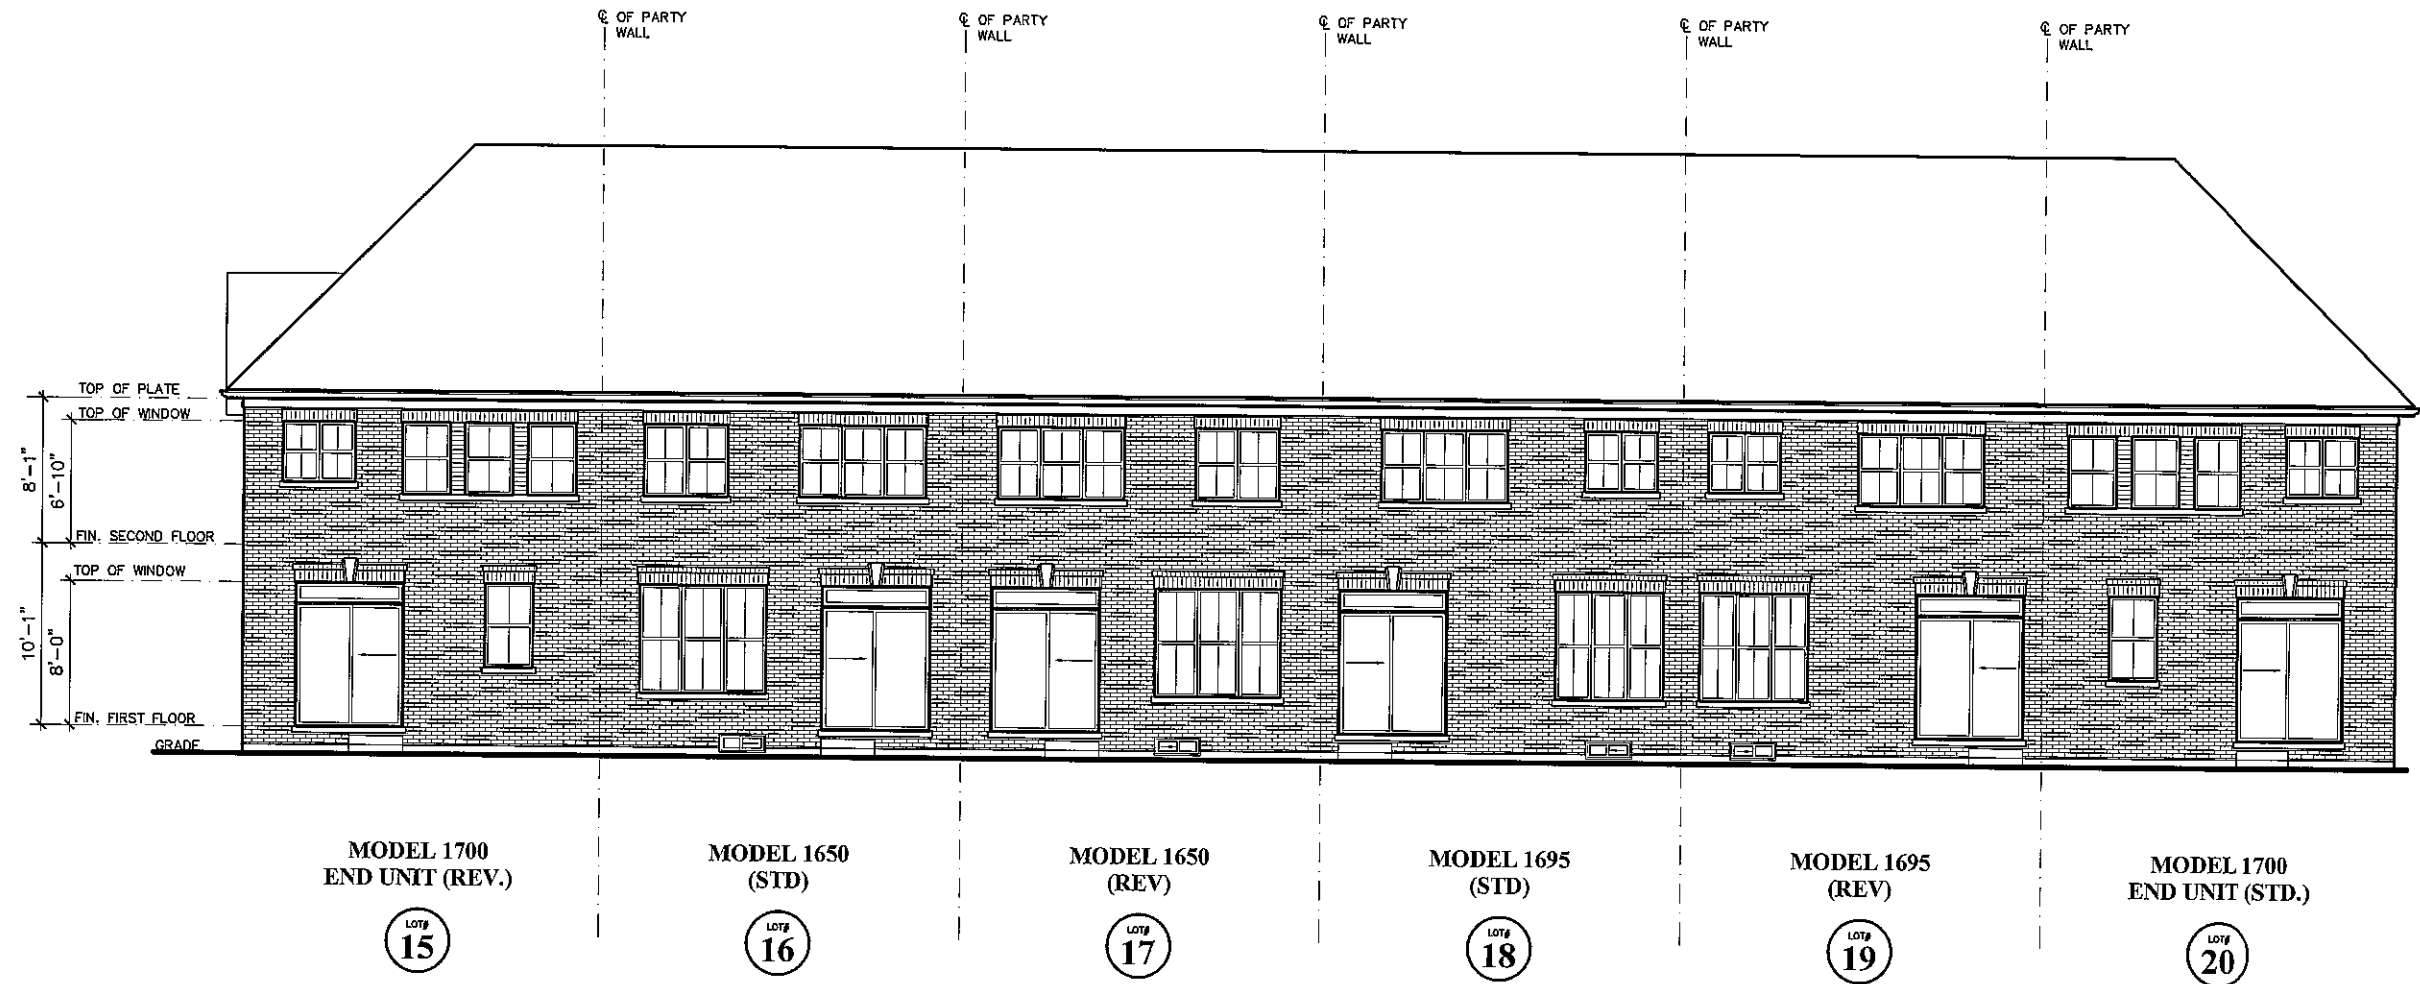 ℄ OF PARTY
WALL
℄ OF PARTY
WALL
℄ OF PARTY
WALL
℄ OF PARTY
WALL
℄ OF PARTY
WALL
TOP OF PLATE
TOP OF WINDOW
8'-1"
6'-10"
FIN. SECOND FLOOR
TOP OF WINDOW
10'-1"
8'-0"
FIN. FIRST FLOOR
GRADE
MODEL 1700
END UNIT (REV.)
LOT#
15
MODEL 1650
(STD)
LOT#
16
MODEL 1650
(REV)
LOT#
17
MODEL 1695
(STD)
LOT#
18
MODEL 1695
(REV)
LOT#
19
MODEL 1700
END UNIT (STD.)
LOT#
20